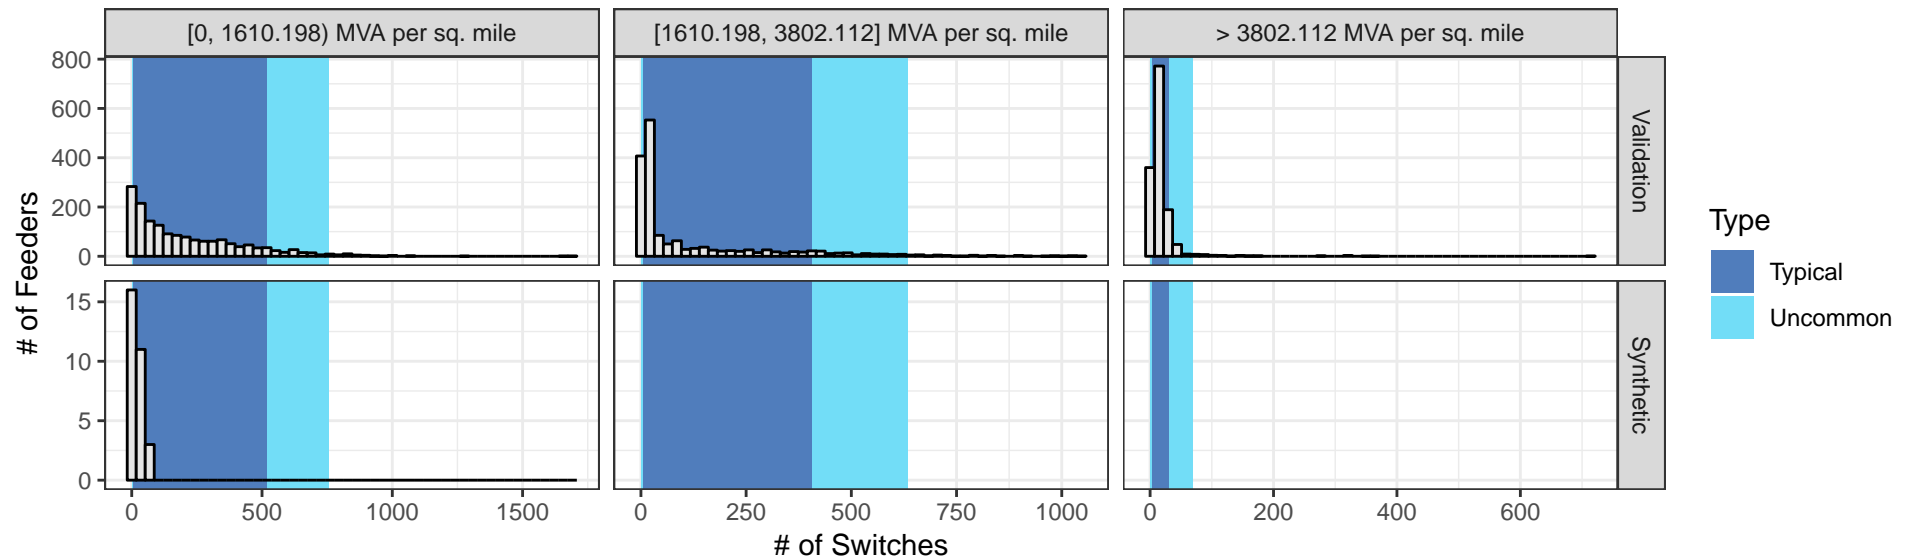 [0, 1610.198) MVA per sq. mile
[1610.198, 3802.112] MVA per sq. mile
> 3802.112 MVA per sq. mile
800
600
400
200
0
Validation
15
10
5
0
Synthetic
# of Feeders
0 500 1000 1500
0 250 500 750 1000
0 200 400 600
# of Switches
Type
Typical
Uncommon